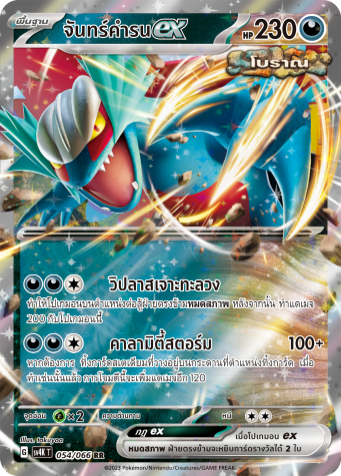 พื้นฐาน จันทร์คำรน ex HP 230
โบราณ
วิปลาสเจาะทะลวง
ทำให้โปเกมอนบนตำแหน่งต่อสู้ฝ่ายตรงข้ามหมดสภาพ หลังจากนั้น ทำแดเมจ
200 กับโปเกมอนนี้
คาลามิตี้สตอร์ม 100+
หากต้องการ ทิ้งการ์ดสเตเดียมที่วางอยู่บนกระดานที่ตำแหน่งทิ้งการ์ด เมื่อ
ทำเช่นนั้นแล้ว การโจมตีนี้จะเพิ่มแดเมจอีก 120
จุดอ่อน ×2 ความต้านทาน หนี
Illus. takuyoa
G SV4K T 054/066 RR
กฎ ex เมื่อโปเกมอน ex
หมดสภาพ ฝ่ายตรงข้ามจะหยิบการ์ดรางวัลได้ 2 ใบ
©2023 Pokémon/Nintendo/Creatures/GAME FREAK.